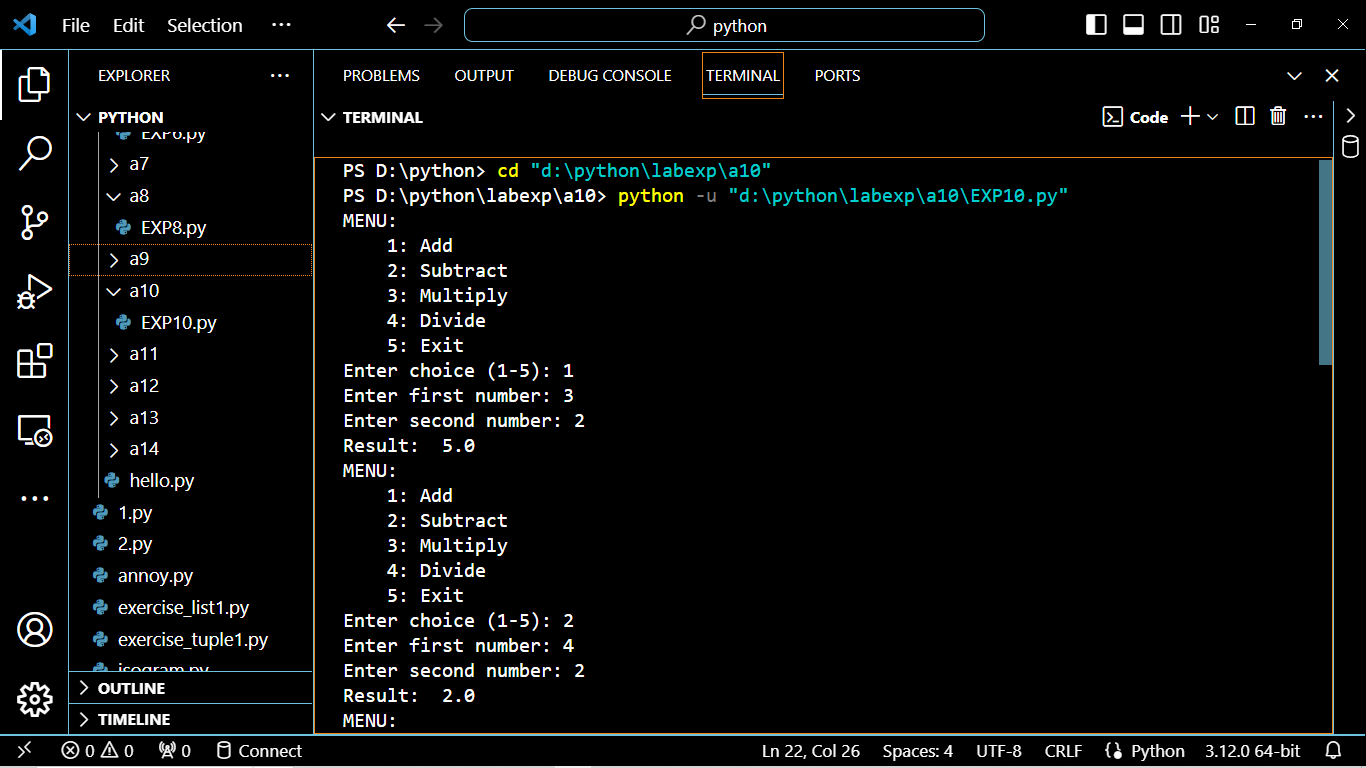 File Edit Selection ··· python
EXPLORER ···
PYTHON
EXP6.py
a7
a8
EXP8.py
a9
a10
EXP10.py
a11
a12
a13
a14
hello.py
1.py
2.py
annoy.py
exercise_list1.py
exercise_tuple1.py
isogram.py
OUTLINE
TIMELINE
PROBLEMS OUTPUT DEBUG CONSOLE TERMINAL PORTS
TERMINAL Code
PS D:\python> cd "d:\python\labexp\a10"
PS D:\python\labexp\a10> python -u "d:\python\labexp\a10\EXP10.py"
MENU:
    1: Add
    2: Subtract
    3: Multiply
    4: Divide
    5: Exit
Enter choice (1-5): 1
Enter first number: 3
Enter second number: 2
Result:  5.0
MENU:
    1: Add
    2: Subtract
    3: Multiply
    4: Divide
    5: Exit
Enter choice (1-5): 2
Enter first number: 4
Enter second number: 2
Result:  2.0
MENU:
0 0 0 Connect Ln 22, Col 26 Spaces: 4 UTF-8 CRLF Python 3.12.0 64-bit